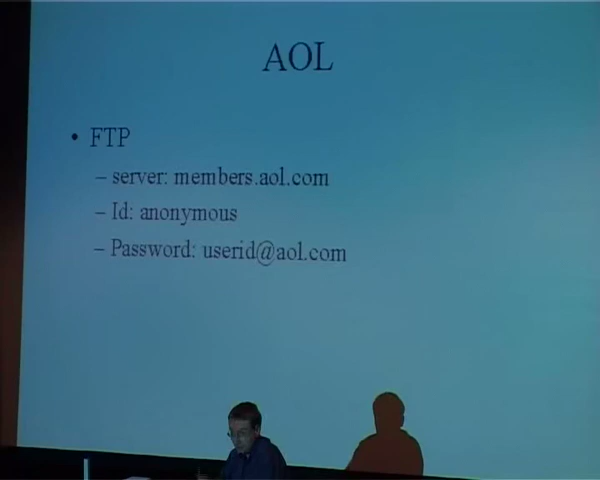 AOL
• FTP
– server: members.aol.com
– Id: anonymous
– Password: userid@aol.com